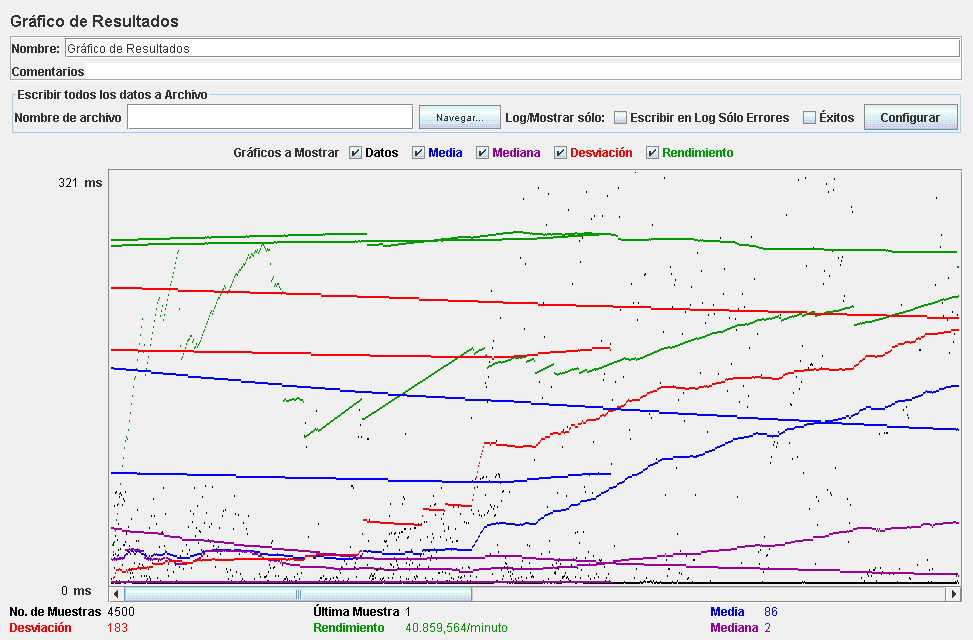 Gráfico de Resultados
Nombre: Gráfico de Resultados
Comentarios
Escribir todos los datos a Archivo
Nombre de archivo Navegar... Log/Mostrar sólo: Escribir en Log Sólo Errores Éxitos Configurar
Gráficos a Mostrar Datos Media Mediana Desviación Rendimiento
321 ms
0 ms
No. de Muestras 4500 Última Muestra 1 Media 86
Desviación 183 Rendimiento 40.859,564/minuto Mediana 2